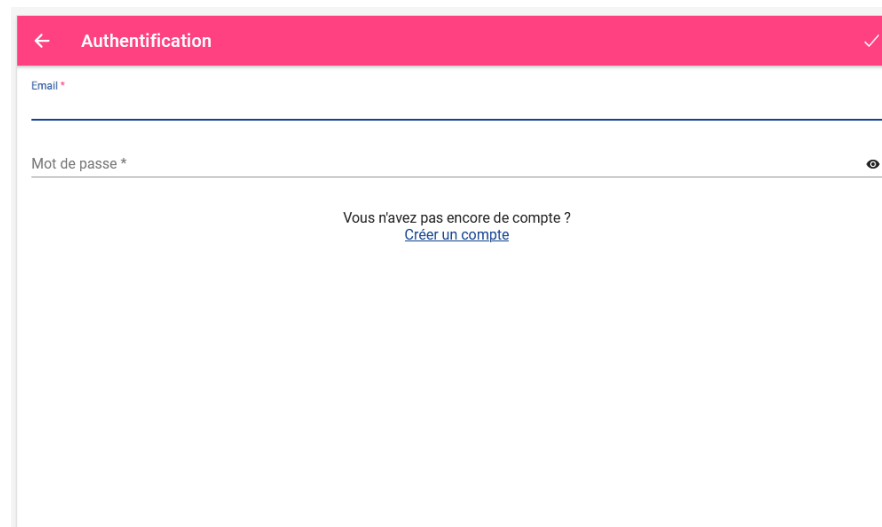 Authentification
Email *
Mot de passe *
Vous n'avez pas encore de compte ?
Créer un compte